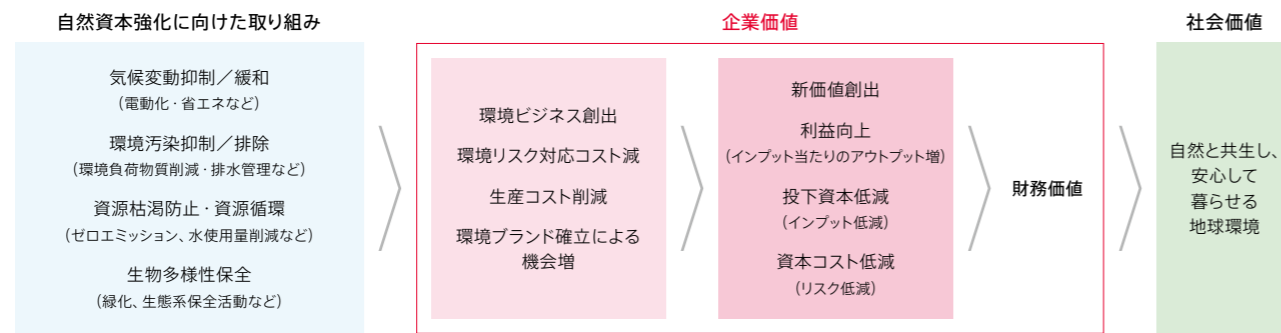 自然資本強化に向けた取り組み
気候変動抑制／緩和
（電動化・省エネなど）
環境汚染抑制／排除
（環境負荷物質削減・排水管理など）
資源枯渇防止・資源循環
（ゼロエミッション、水使用量削減など）
生物多様性保全
（緑化、生態系保全活動など）
企業価値
環境ビジネス創出
環境リスク対応コスト減
生産コスト削減
環境ブランド確立による
機会増
新価値創出
利益向上
（インプット当たりのアウトプット増）
投下資本低減
（インプット低減）
資本コスト低減
（リスク低減）
財務価値
社会価値
自然と共生し、
安心して
暮らせる
地球環境